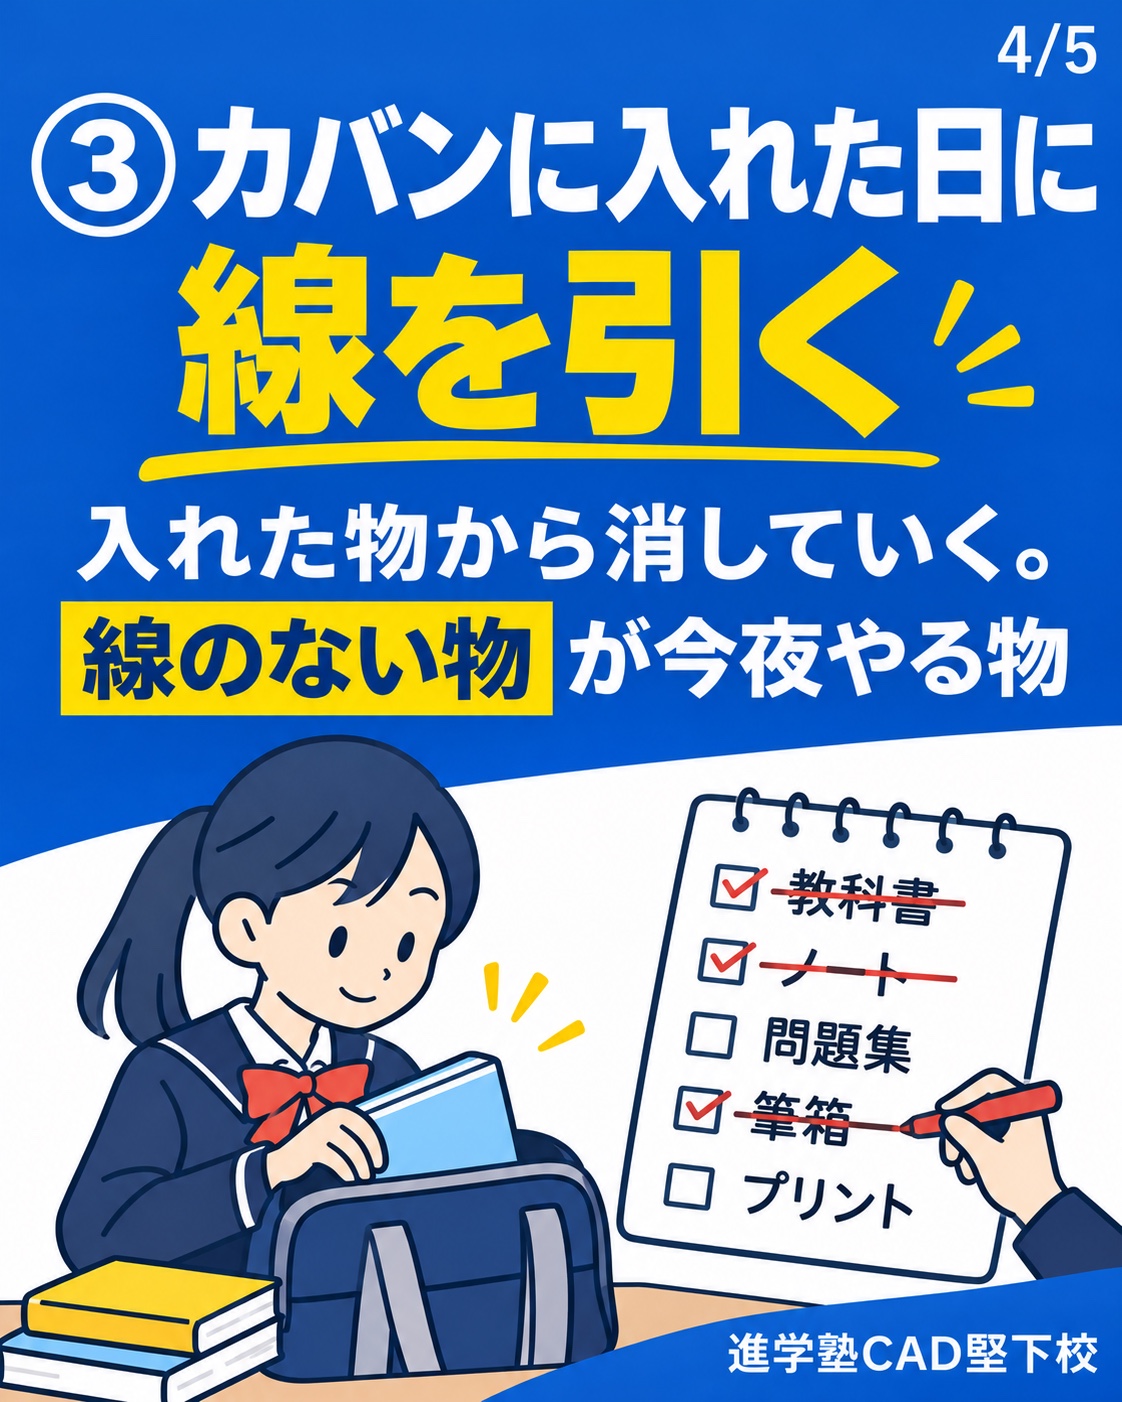 4/5
③カバンに入れた日に
線を引く
入れた物から消していく。
線のない物が今夜やる物
教科書
ノート
問題集
筆箱
プリント
進学塾CAD堅下校